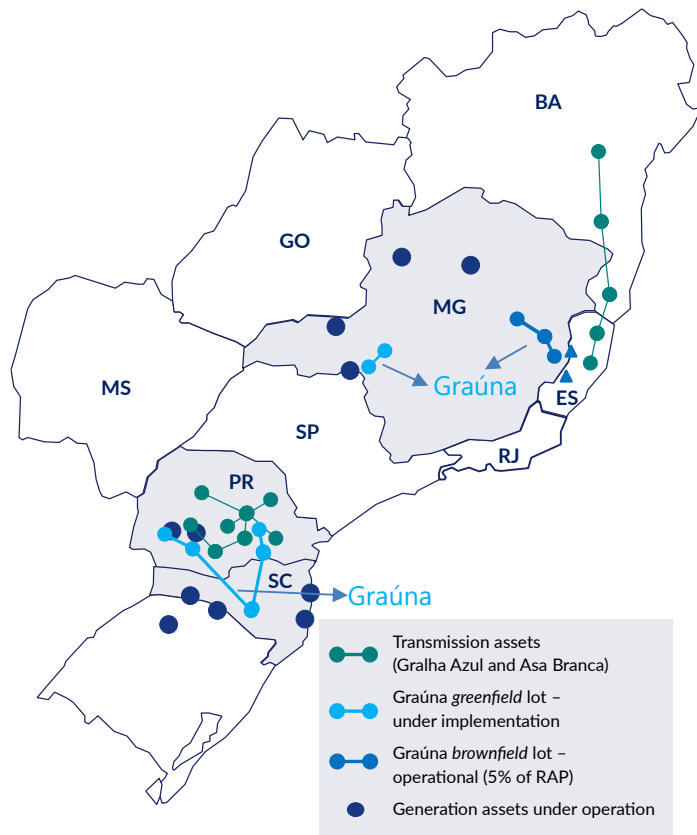 BA
GO
MG
Graúna
MS
ES
SP
RJ
PR
SC
Graúna
Transmission assets
(Gralha Azul and Asa Branca)
Graúna greenfield lot –
under implementation
Graúna brownfield lot –
operational (5% of RAP)
Generation assets under operation